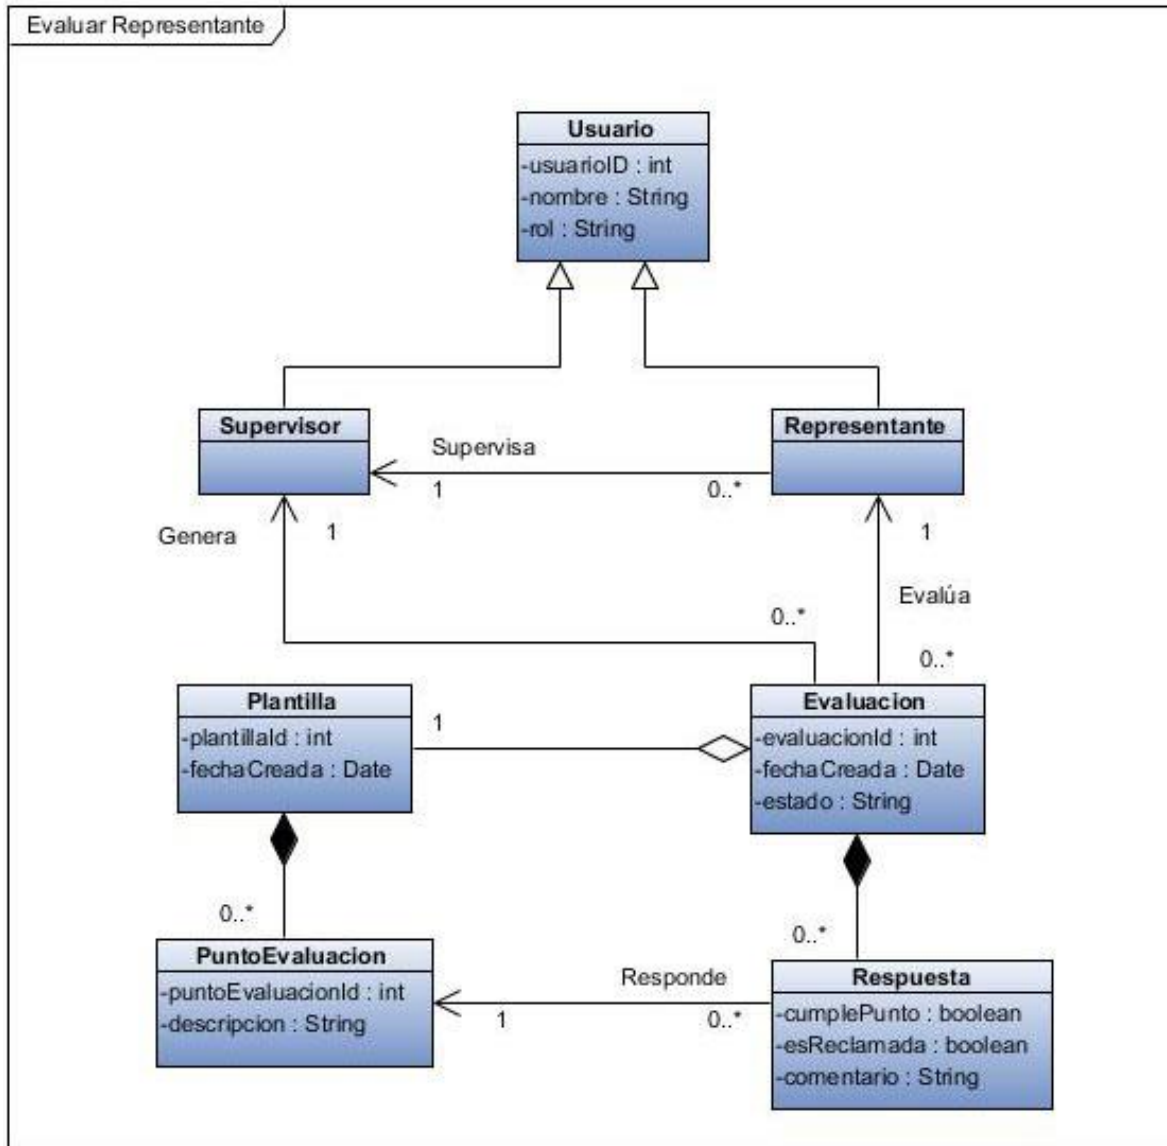 Evaluar Representante
Usuario
-usuarioID : int
-nombre : String
-rol : String
Supervisor
Representante
Supervisa
1
0..*
Genera
1
1
Evalúa
0..*
0..*
Plantilla
-plantillaId : int
-fechaCreada : Date
1
Evaluacion
-evaluacionId : int
-fechaCreada : Date
-estado : String
0..*
0..*
PuntoEvaluacion
-puntoEvaluacionId : int
-descripcion : String
Responde
1
0..*
Respuesta
-cumplePunto : boolean
-esReclamada : boolean
-comentario : String